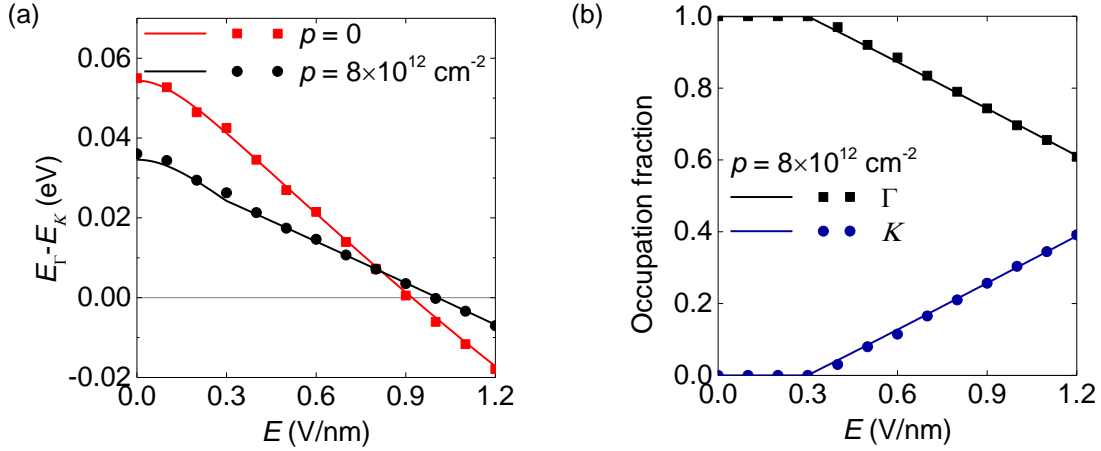 (a)
p = 0
p = 8×10¹² cm⁻²
0.06
0.04
0.02
0.00
-0.02
E_Γ-E_K (eV)
0.0 0.3 0.6 0.9 1.2
E (V/nm)
(b)
1.0
0.8
0.6
0.4
0.2
0.0
Occupation fraction
p = 8×10¹² cm⁻²
Γ
K
0.0 0.3 0.6 0.9 1.2
E (V/nm)